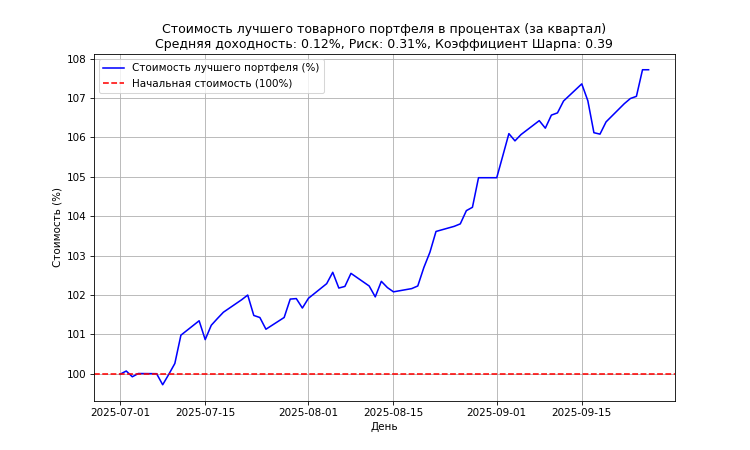 Стоимость лучшего товарного портфеля в процентах (за квартал)
Средняя доходность: 0.12%, Риск: 0.31%, Коэффициент Шарпа: 0.39
Стоимость лучшего портфеля (%)
Начальная стоимость (100%)
Стоимость (%)
108
107
106
105
104
103
102
101
100
2025-07-01
2025-07-15
2025-08-01
2025-08-15
2025-09-01
2025-09-15
День